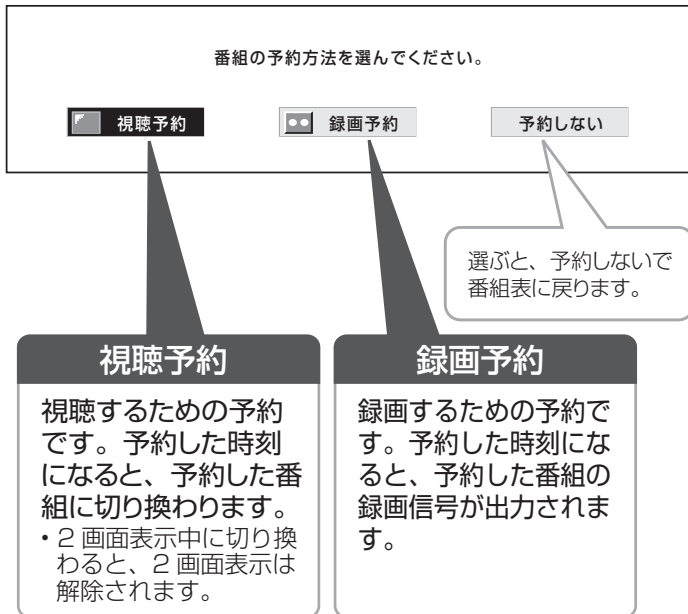 番組の予約方法を選んでください。
視聴予約
録画予約
予約しない
選ぶと、予約しないで
番組表に戻ります。
視聴予約
視聴するための予約
です。予約した時刻
になると、予約した番
組に切り換わります。
・2 画面表示中に切り換
わると、2 画面表示は
解除されます。
録画予約
録画するための予約で
す。予約した時刻にな
ると、予約した番組の
録画信号が出力されま
す。